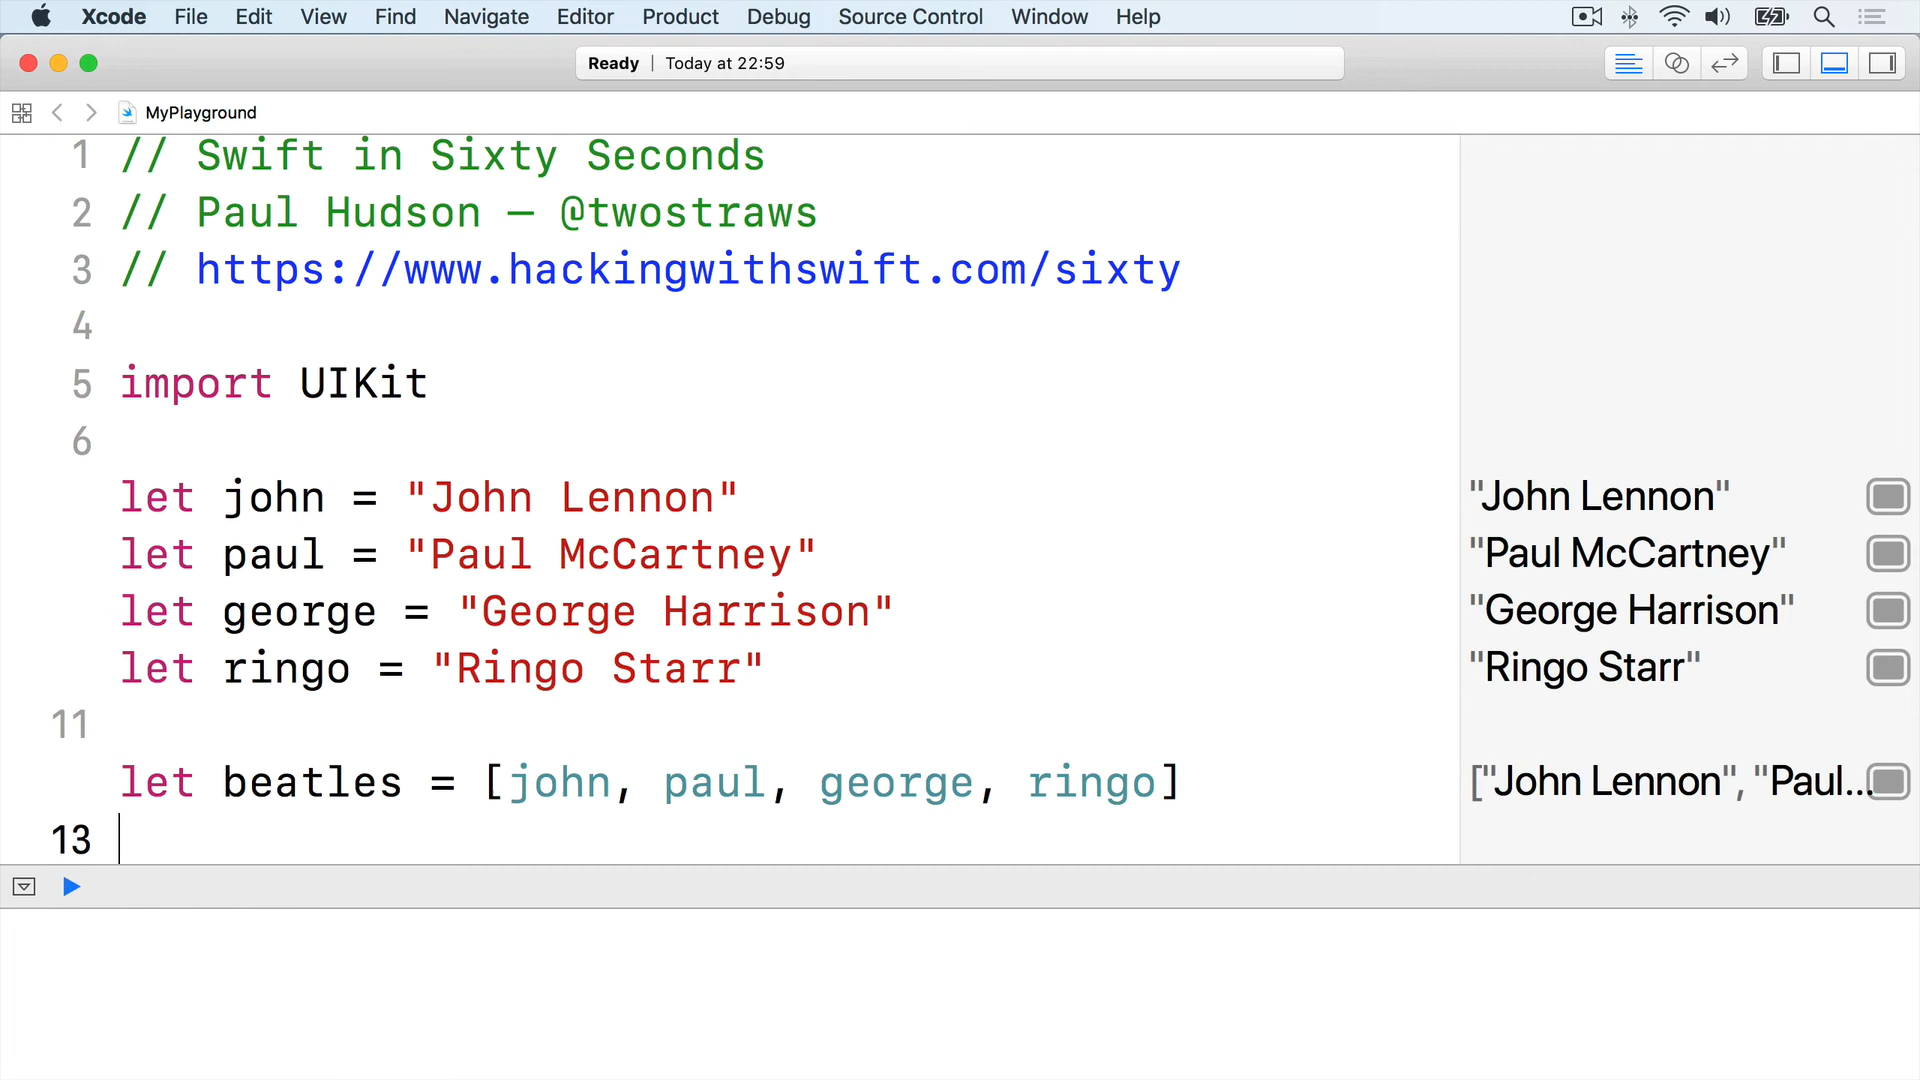 Xcode File Edit View Find Navigate Editor Product Debug Source Control Window Help
Ready | Today at 22:59
MyPlayground
1 // Swift in Sixty Seconds
2 // Paul Hudson — @twostraws
3 // https://www.hackingwithswift.com/sixty
4
5 import UIKit
6
let john = "John Lennon" "John Lennon"
let paul = "Paul McCartney" "Paul McCartney"
let george = "George Harrison" "George Harrison"
let ringo = "Ringo Starr" "Ringo Starr"
11
let beatles = [john, paul, george, ringo] ["John Lennon", "Paul...
13